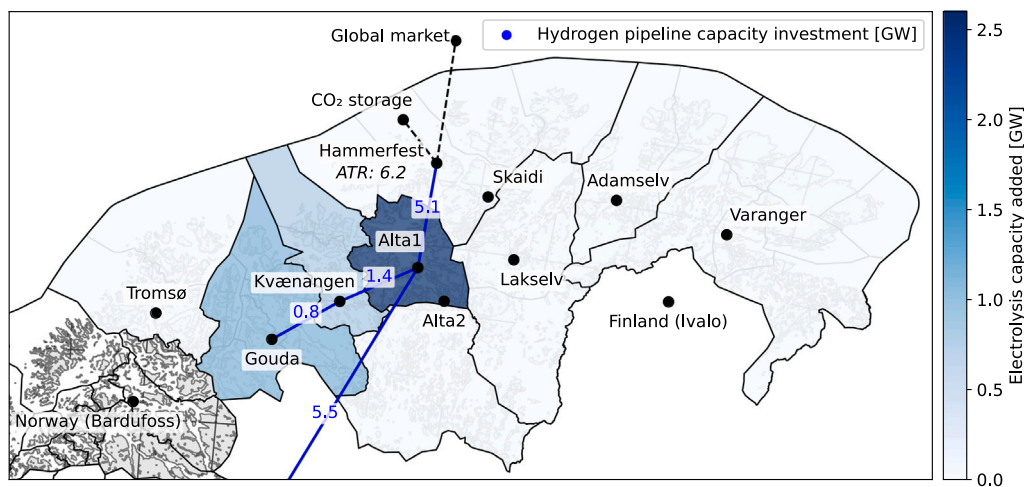 Global market
Hydrogen pipeline capacity investment [GW]
CO₂ storage
Hammerfest
ATR: 6.2
Skaidi
Adamselv
5.1
Varanger
Alta1
Kvænangen
1.4
Lakselv
Tromsø
0.8
Alta2
Finland (Ivalo)
Gouda
5.5
Norway (Bardufoss)
2.5
2.0
1.5
1.0
0.5
0.0
Electrolysis capacity added [GW]